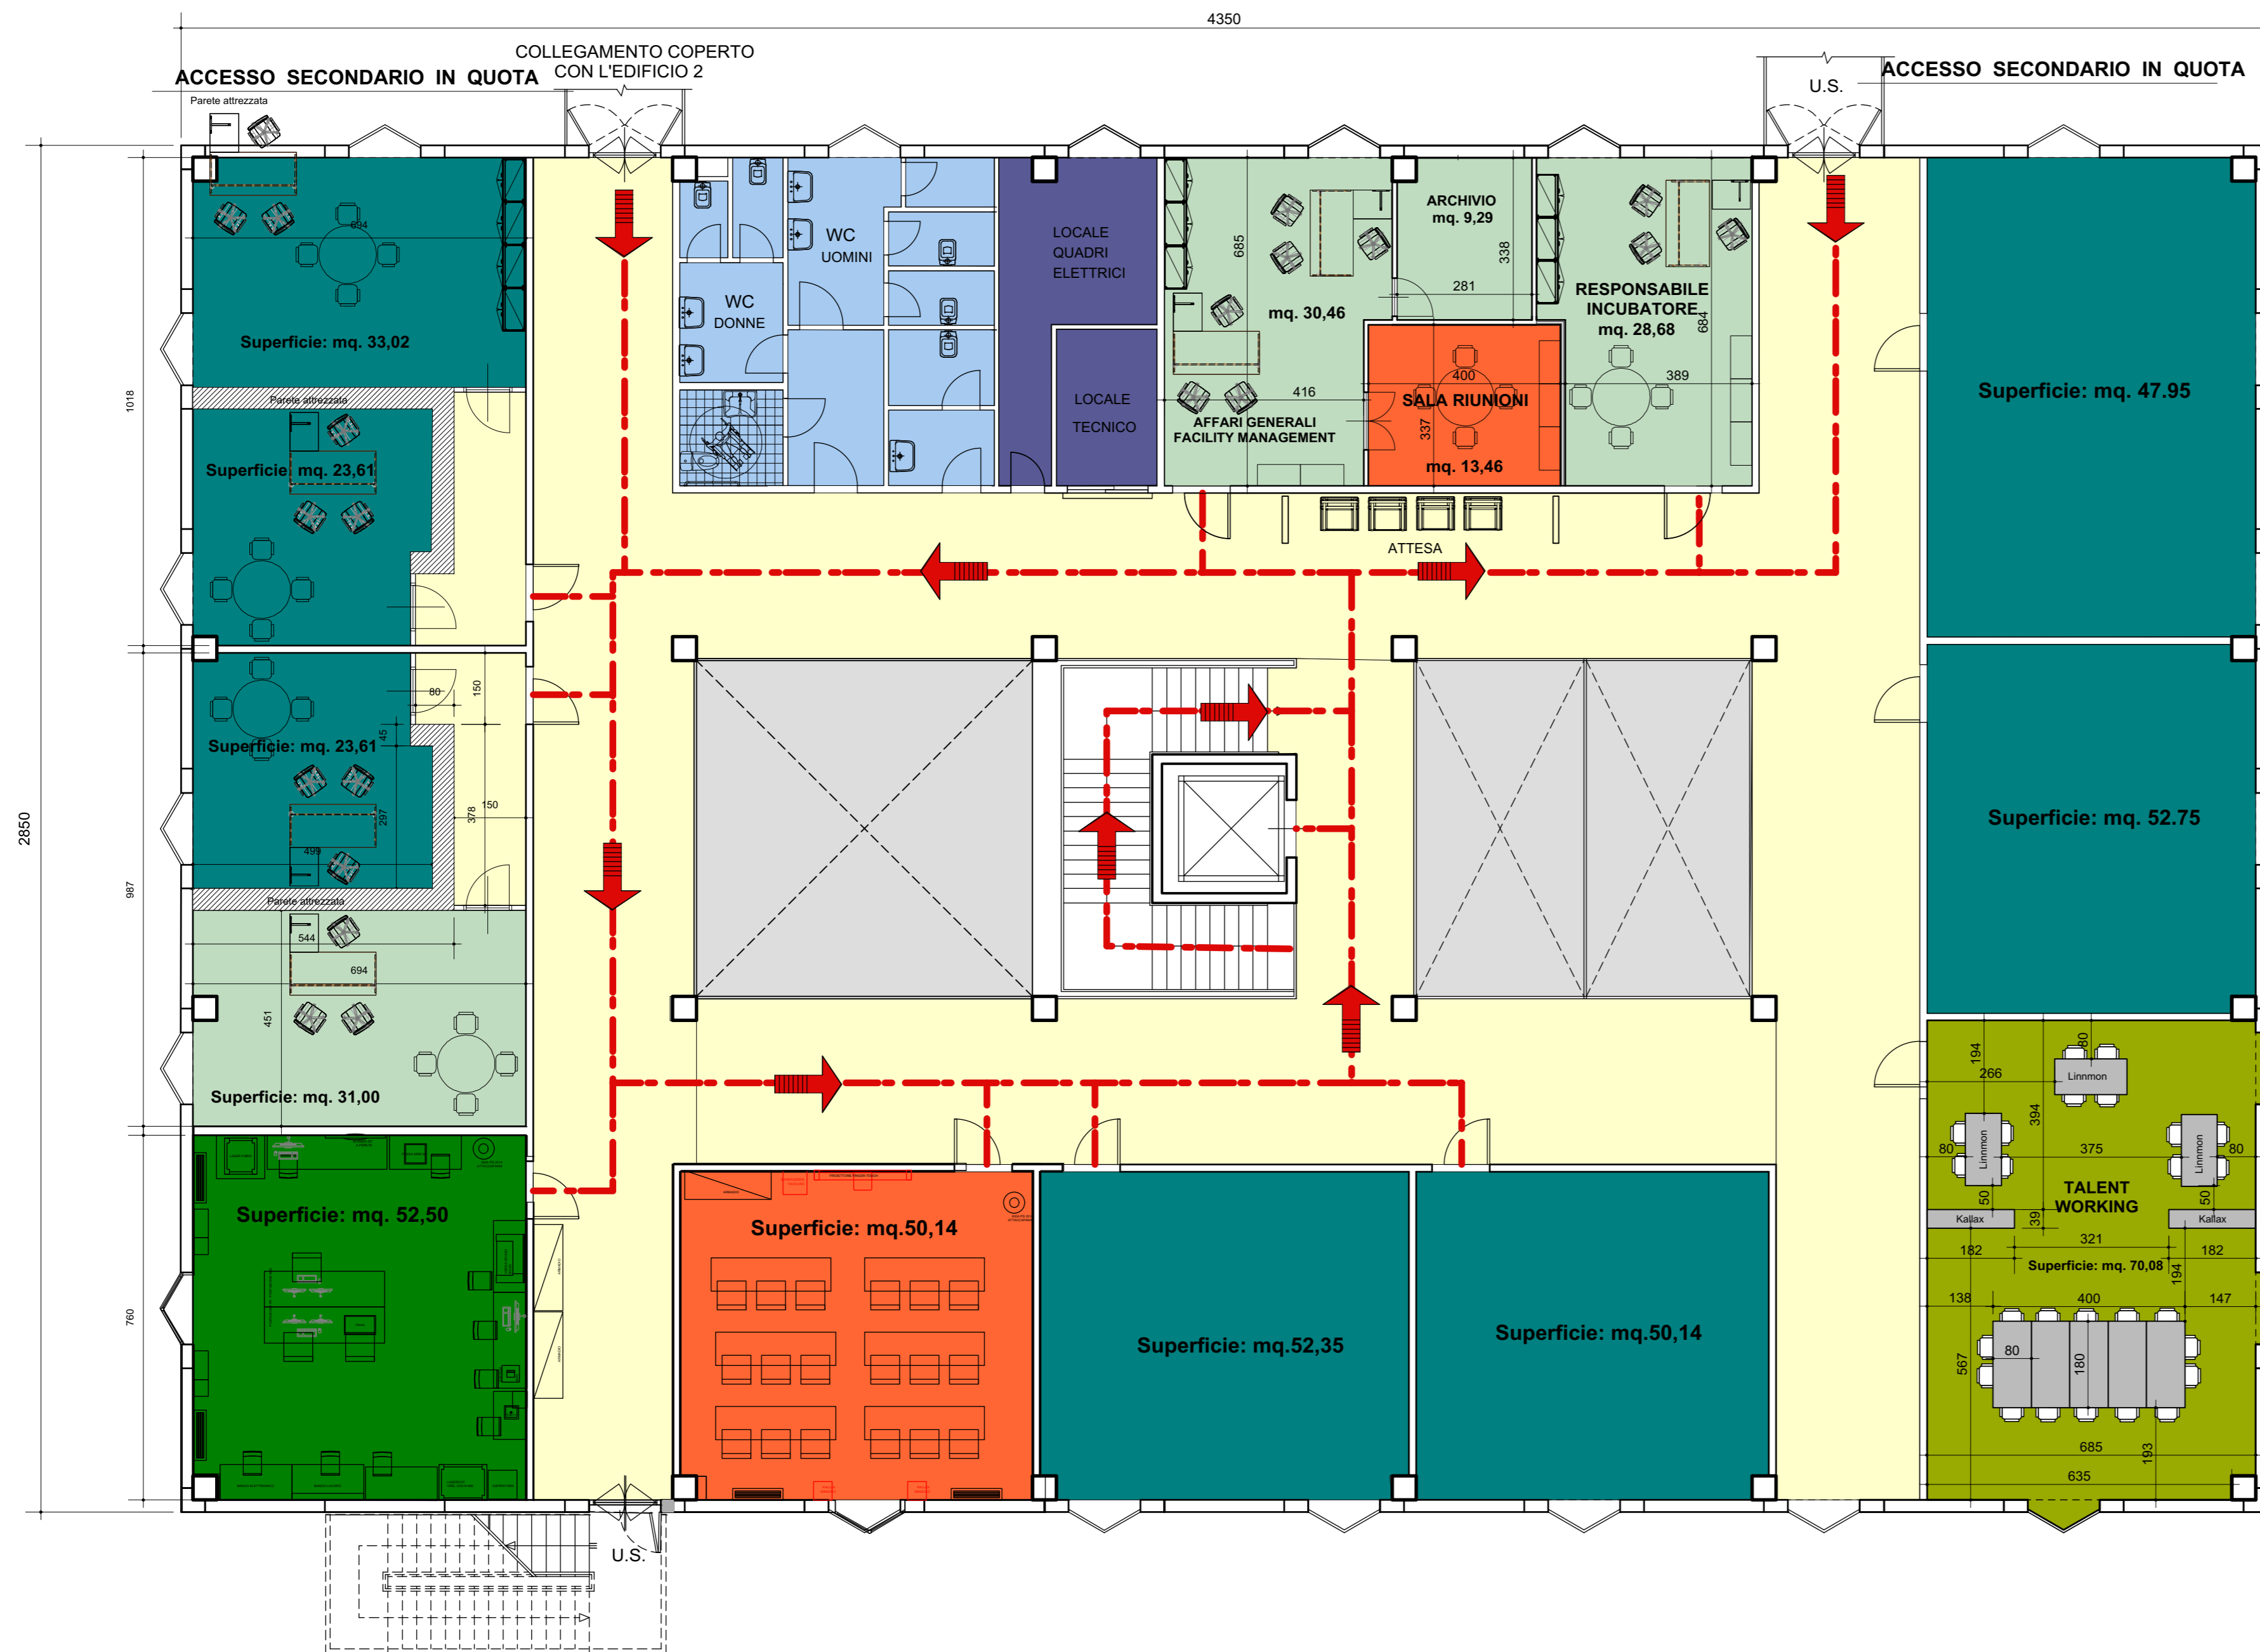 4350
COLLEGAMENTO COPERTO
CON L'EDIFICIO 2
ACCESSO SECONDARIO IN QUOTA
ACCESSO SECONDARIO IN QUOTA
Parete attrezzata
U.S.
694
Superficie: mq. 33,02
WC
UOMINI
WC
DONNE
LOCALE
QUADRI
ELETTRICI
LOCALE
TECNICO
685
mq. 30,46
416
AFFARI GENERALI
FACILITY MANAGEMENT
ARCHIVIO
mq. 9,29
338
281
400
SALA RIUNIONI
337
mq. 13,46
RESPONSABILE
INCUBATORE
mq. 28,68
684
389
Superficie: mq. 47.95
1018
Parete attrezzata
Superficie: mq. 23,61
ATTESA
80
150
45
Superficie: mq. 23,61
297
499
378
150
Parete attrezzata
2850
987
Superficie: mq. 52.75
544
694
451
Superficie: mq. 31,00
760
Superficie: mq. 52,50
Superficie: mq.50,14
Superficie: mq.52,35
Superficie: mq.50,14
194
80
266
Linnmon
394
80
Linnmon
375
Linnmon
80
TALENT
WORKING
50
50
Kallax
39
Kallax
321
182
182
Superficie: mq. 70,08
194
138
400
147
567
80
180
193
685
635
U.S.